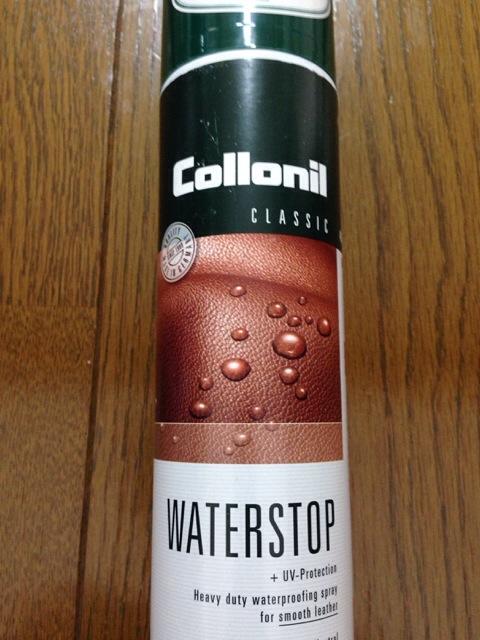 Collonil
CLASSIC
WATERSTOP
+ UV-Protection
Heavy duty waterproofing spray
for smooth leather